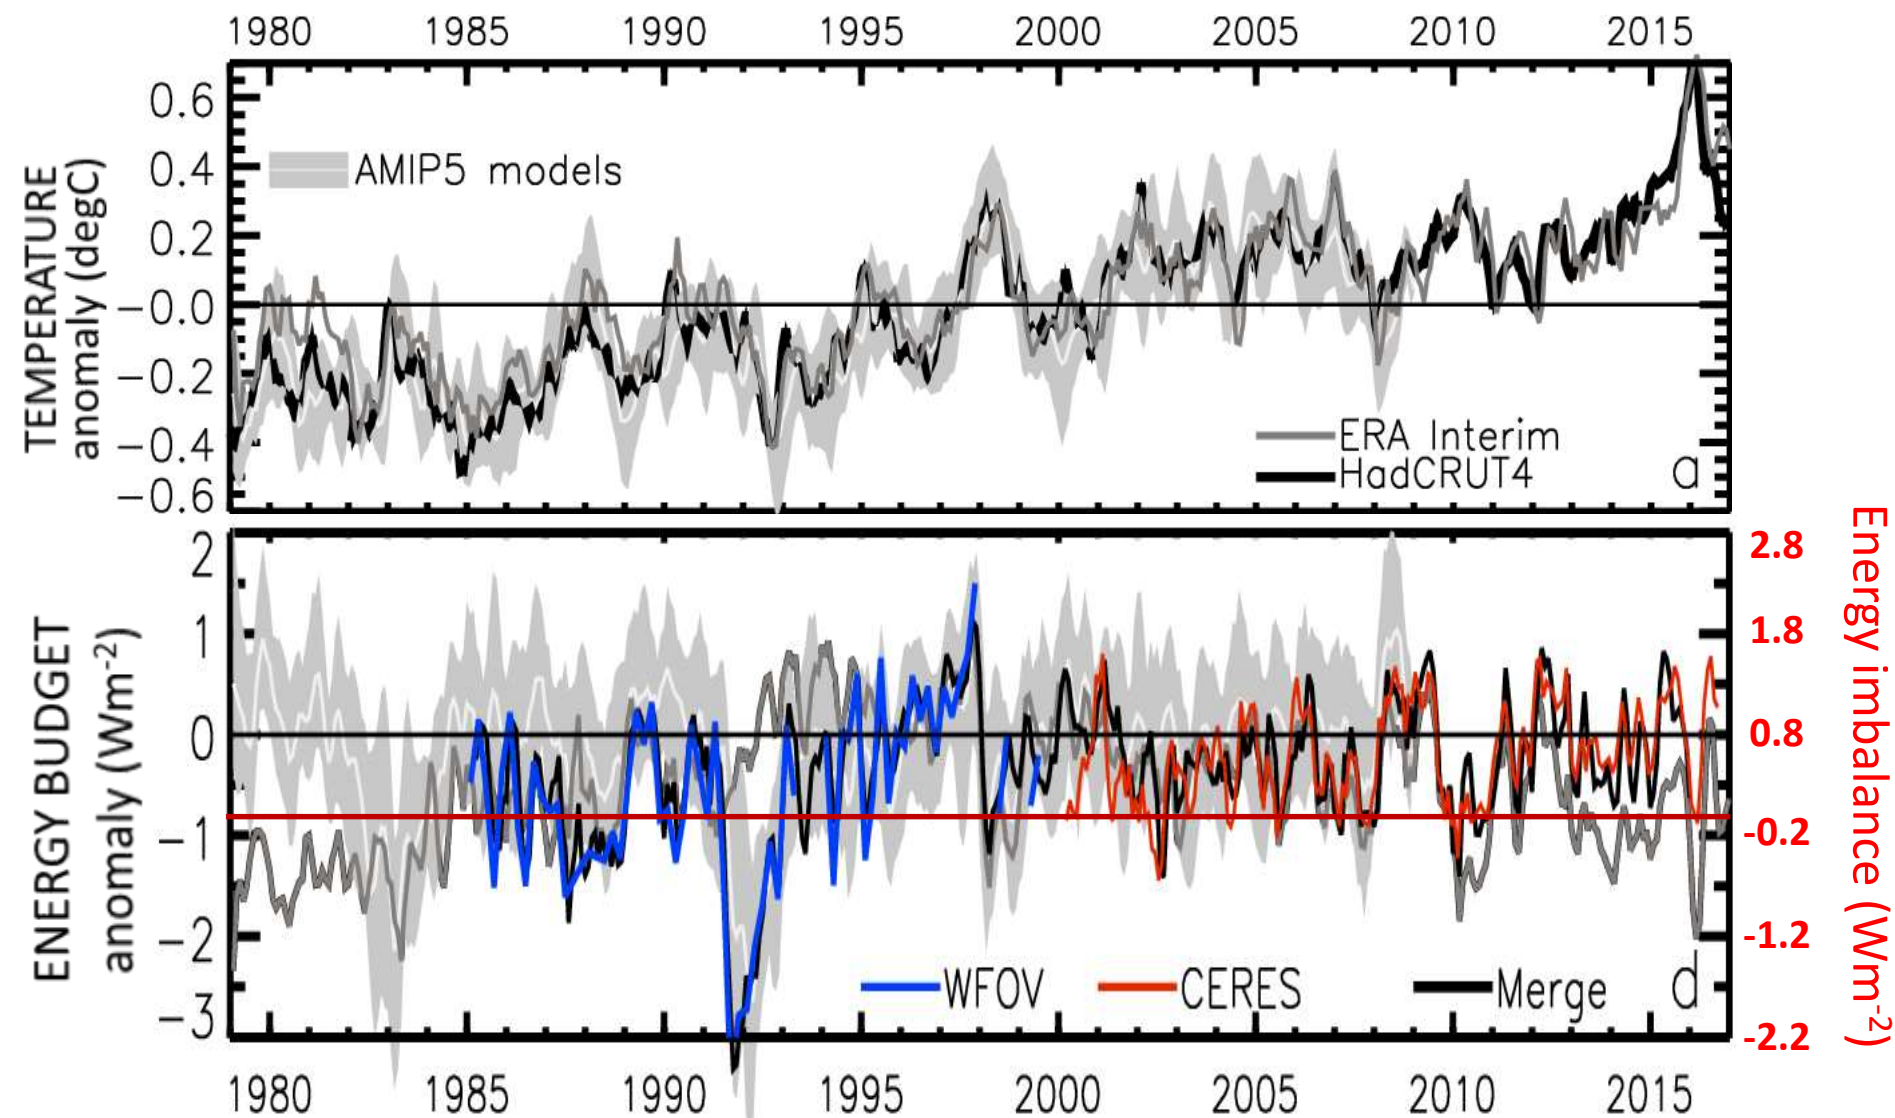 1980 1985 1990 1995 2000 2005 2010 2015
TEMPERATURE
anomaly (degC)
0.6
0.4
0.2
−0.0
−0.2
−0.4
−0.6
AMIP5 models
ERA Interim
HadCRUT4
a
ENERGY BUDGET
anomaly (Wm-2)
2
1
0
−1
−2
−3
WFOV
CERES
Merge
d
2.8
1.8
0.8
-0.2
-1.2
-2.2
Energy imbalance (Wm-2)
1980 1985 1990 1995 2000 2005 2010 2015